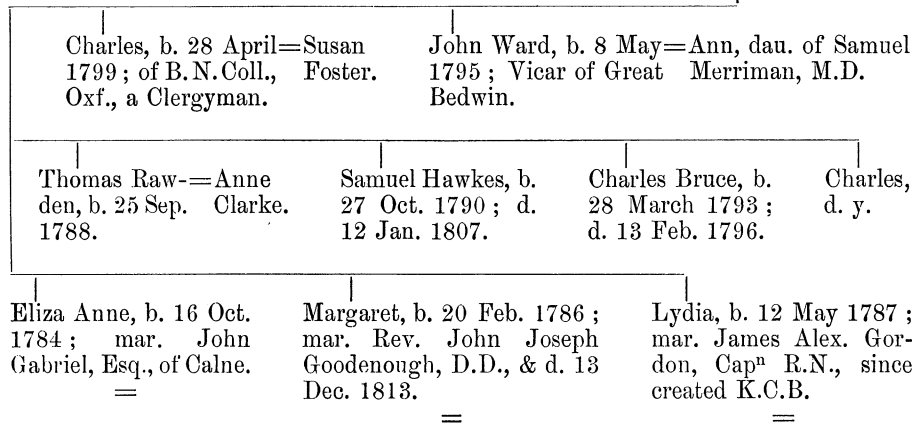 Charles, b. 28 April=Susan
1799 ; of B. N. Coll., Foster.
Oxf., a Clergyman.
John Ward, b. 8 May=Ann, dau. of Samuel
1795 ; Vicar of Great Merriman, M.D.
Bedwin.
Thomas Raw-=Anne
den, b. 25 Sep. Clarke.
1788.
Samuel Hawkes, b.
27 Oct. 1790 ; d.
12 Jan. 1807.
Charles Bruce, b.
28 March 1793 ;
d. 13 Feb. 1796.
Charles,
d. y.
Eliza Anne, b. 16 Oct.
1784 ; mar. John
Gabriel, Esq., of Calne.
=
Margaret, b. 20 Feb. 1786 ;
mar. Rev. John Joseph
Goodenough, D.D., & d. 13
Dec. 1813.
=
Lydia, b. 12 May 1787 ;
mar. James Alex. Gor-
don, Capⁿ R.N., since
created K.C.B.
=